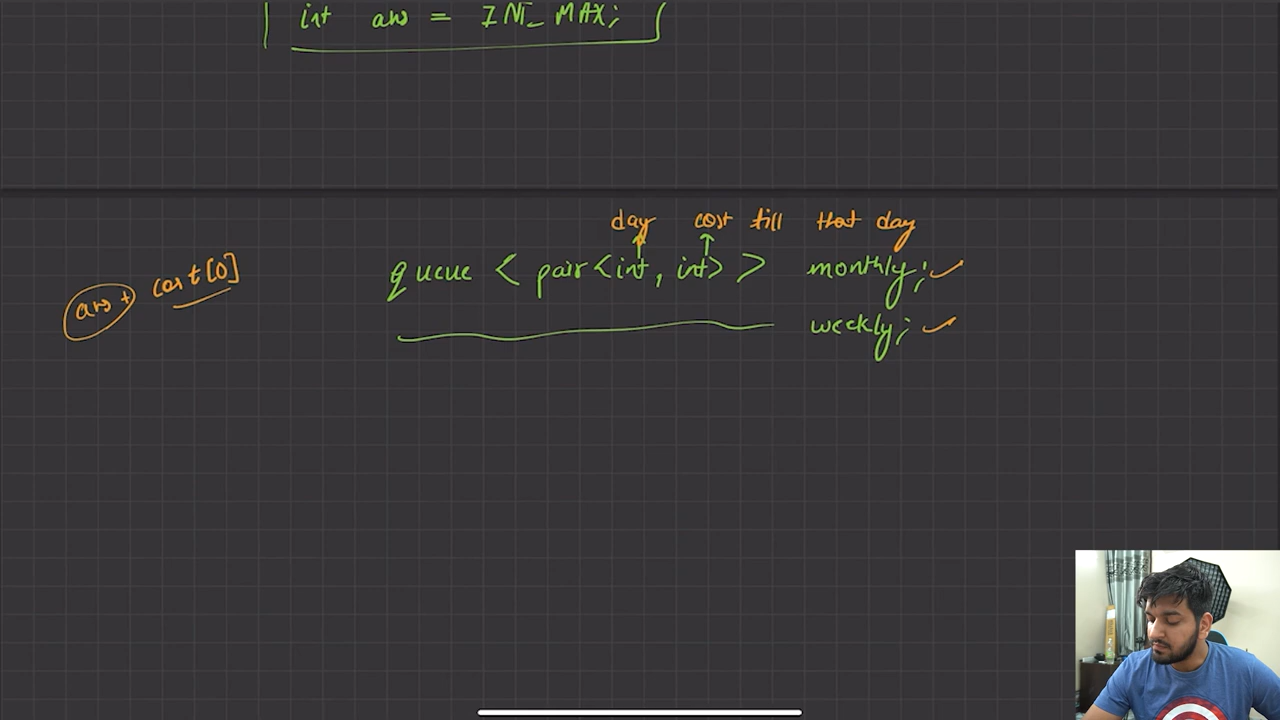 int ans = INT_MAX;
day cost till that day
queue < pair<int, int> > monthly;
weekly;
ans + cost[0]